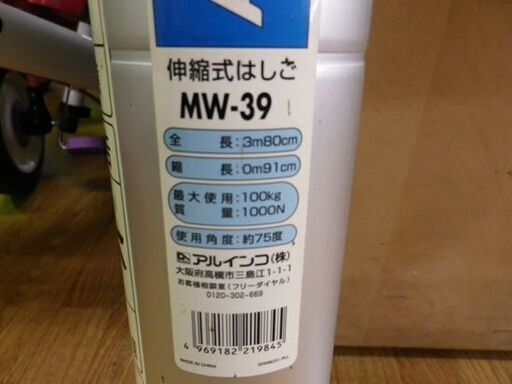 伸縮式はしご
MW-39
全長:3m80cm
縮長:0m91cm
最大使用:100kg
質量:1000N
使用角度:約75度
アルインコ(株)
大阪府高槻市三島江1-1-1
お客様相談室(フリーダイヤル)
0120-302-669
4 969182 219845
MADE IN CHINA